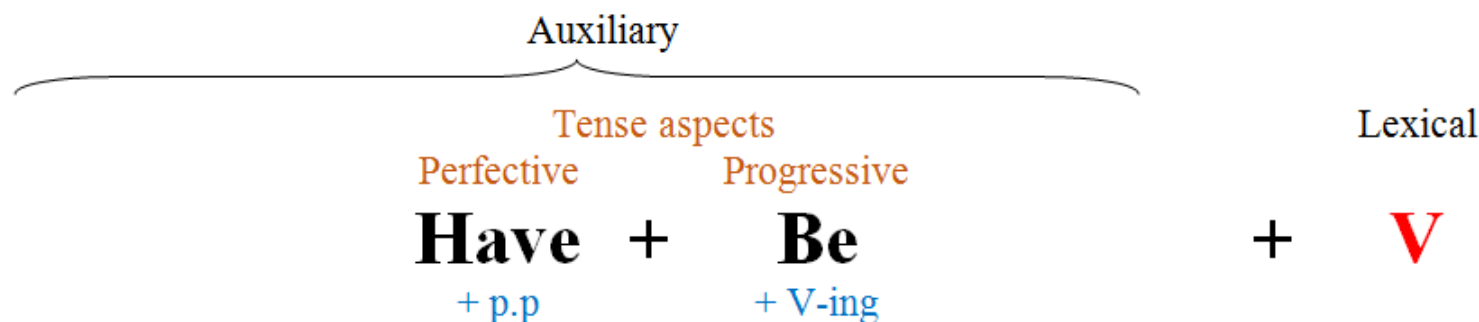 Auxiliary
Tense aspects Lexical
Perfective Progressive
Have + Be + V
+ p.p + V-ing